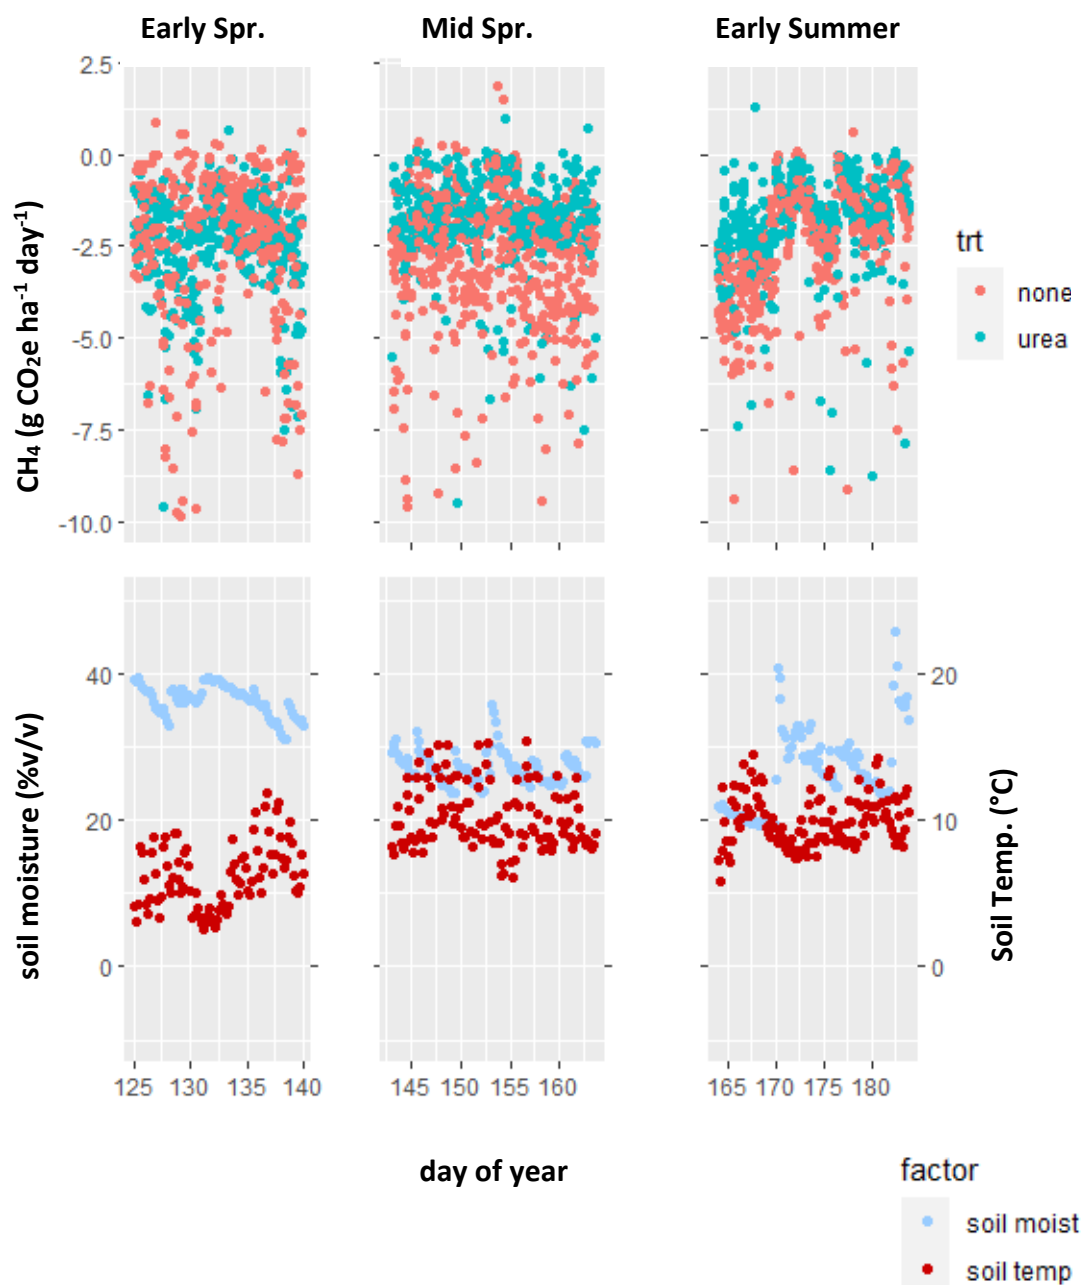 Early Spr. Mid Spr. Early Summer
2.5
0.0
-2.5
-5.0
-7.5
-10.0
CH₄ (g CO₂e ha⁻¹ day⁻¹)
trt
none
urea
40
20
0
soil moisture (%v/v)
20
10
0
Soil Temp. (°C)
125 130 135 140 145 150 155 160 165 170 175 180
day of year
factor
soil moist
soil temp